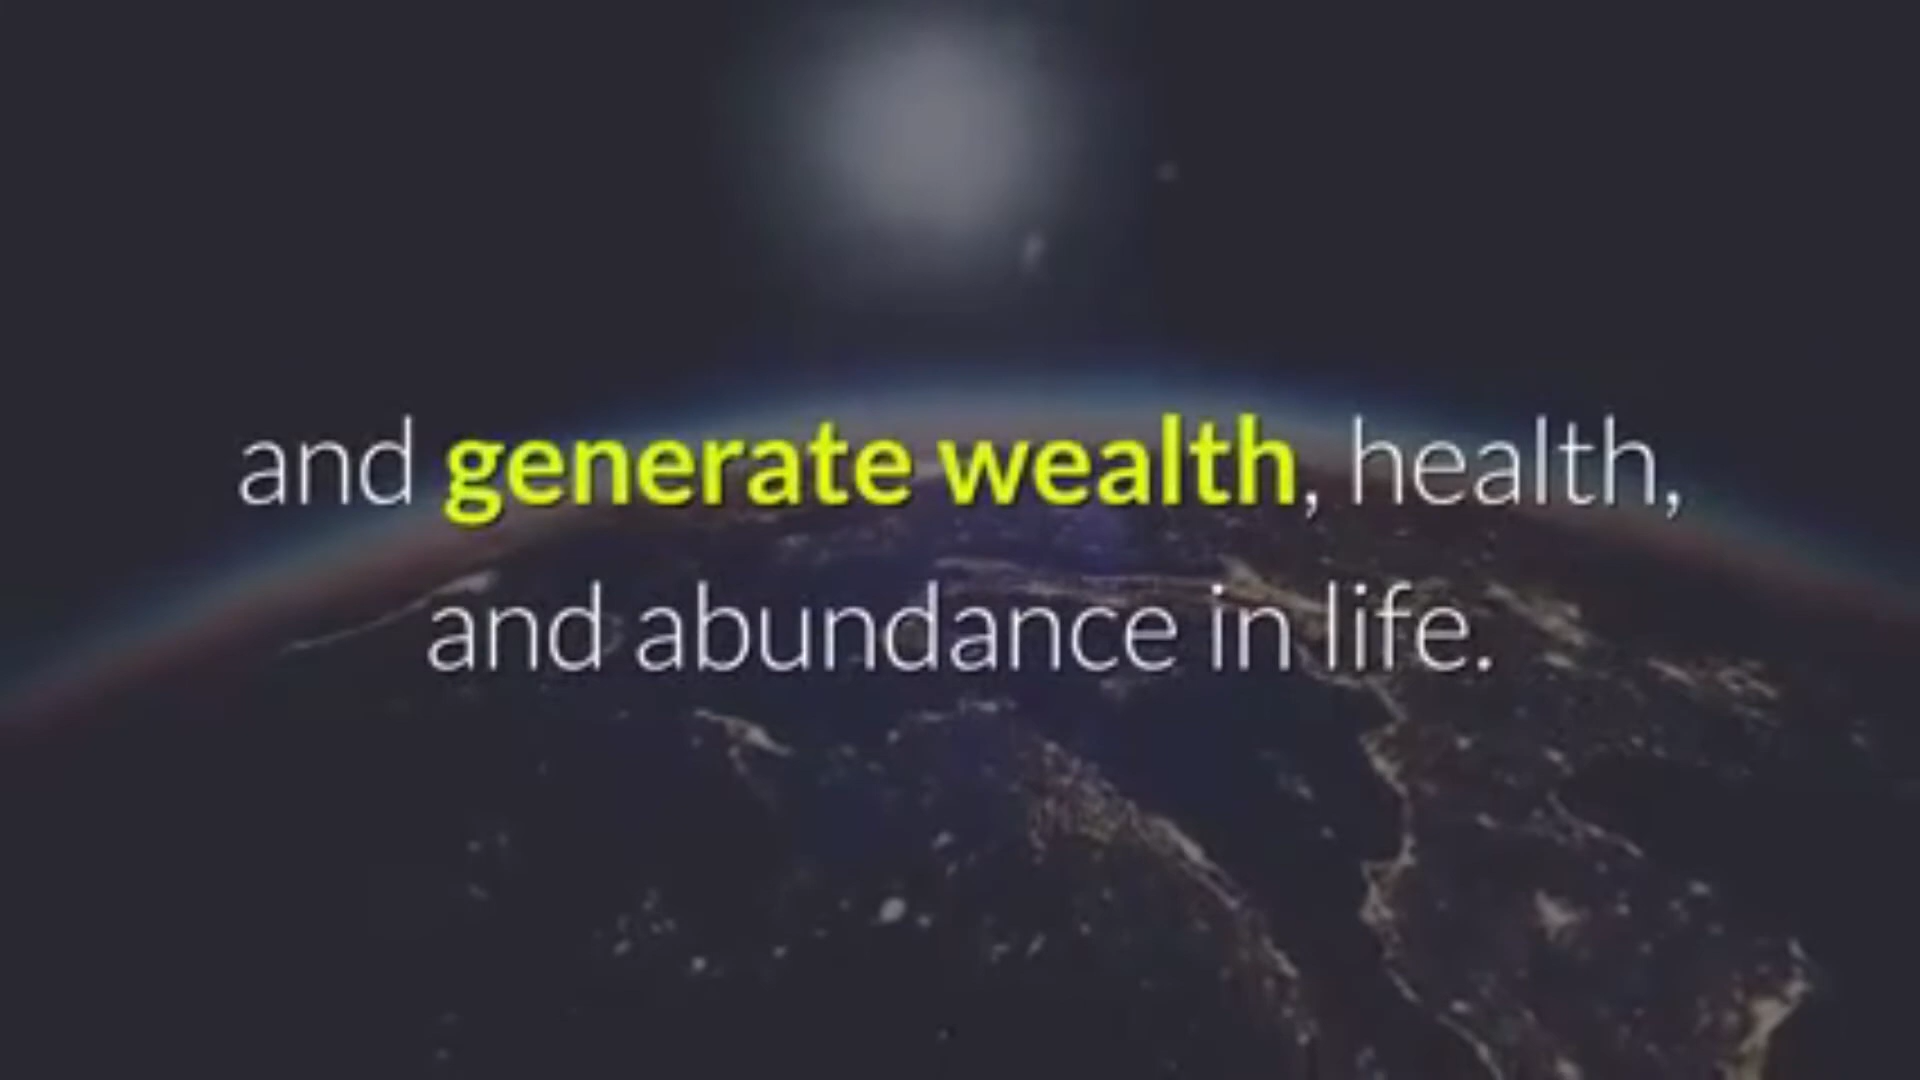 and generate wealth, health,
and abundance in life.